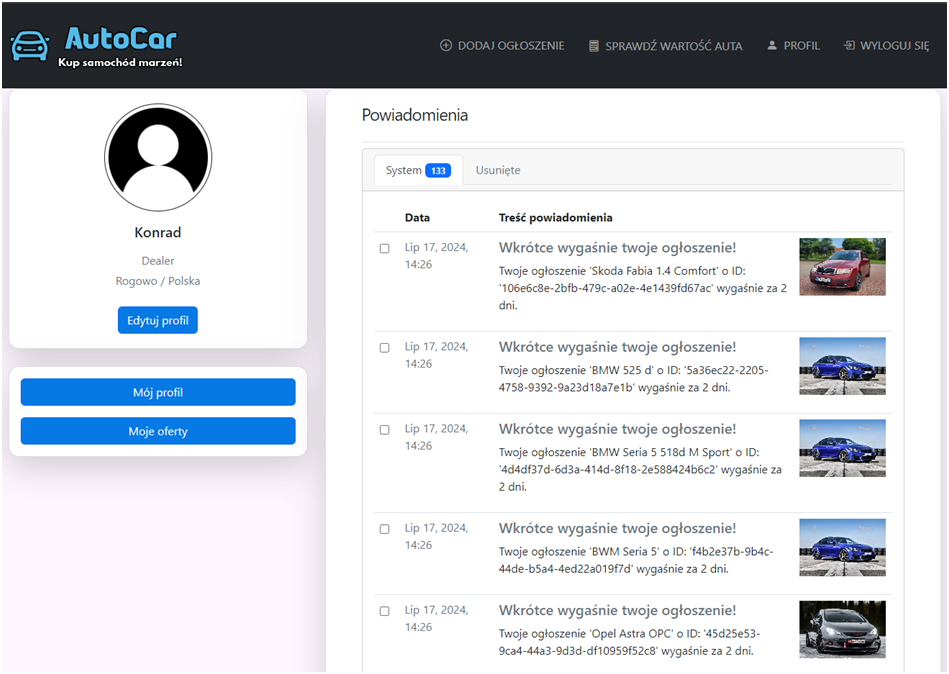 AutoCar
Kup samochód marzeń!
DODAJ OGŁOSZENIE
SPRAWDŹ WARTOŚĆ AUTA
PROFIL
WYLOGUJ SIĘ
Konrad
Dealer
Rogowo / Polska
Edytuj profil
Mój profil
Moje oferty
Powiadomienia
System 133
Usunięte
Data
Treść powiadomienia
Lip 17, 2024,
14:26
Wkrótce wygaśnie twoje ogłoszenie!
Twoje ogłoszenie 'Skoda Fabia 1.4 Comfort' o ID:
'106e6c8e-2bfb-479c-a02e-4e1439fd67ac' wygaśnie za 2
dni.
Lip 17, 2024,
14:26
Wkrótce wygaśnie twoje ogłoszenie!
Twoje ogłoszenie 'BMW 525 d' o ID: '5a36ec22-2205-
4758-9392-9a23d18a7e1b' wygaśnie za 2 dni.
Lip 17, 2024,
14:26
Wkrótce wygaśnie twoje ogłoszenie!
Twoje ogłoszenie 'BMW Seria 5 518d M Sport' o ID:
'4d4df37d-6d3a-414d-8f18-2e588424b6c2' wygaśnie za
2 dni.
Lip 17, 2024,
14:26
Wkrótce wygaśnie twoje ogłoszenie!
Twoje ogłoszenie 'BWM Seria 5' o ID: 'f4b2e37b-9b4c-
44de-b5a4-4ed22a019f7d' wygaśnie za 2 dni.
Lip 17, 2024,
14:26
Wkrótce wygaśnie twoje ogłoszenie!
Twoje ogłoszenie 'Opel Astra OPC' o ID: '45d25e53-
9ca4-44a3-9d3d-df10959f52c8' wygaśnie za 2 dni.